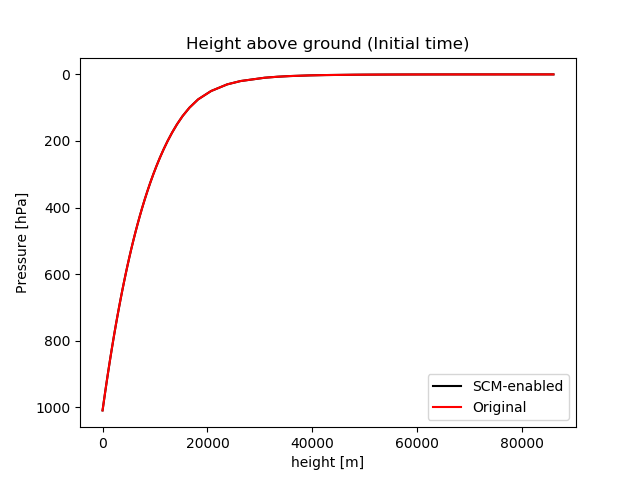 Height above ground (Initial time)
Pressure [hPa]
0
200
400
600
800
1000
SCM-enabled
Original
0
20000
40000
60000
80000
height [m]